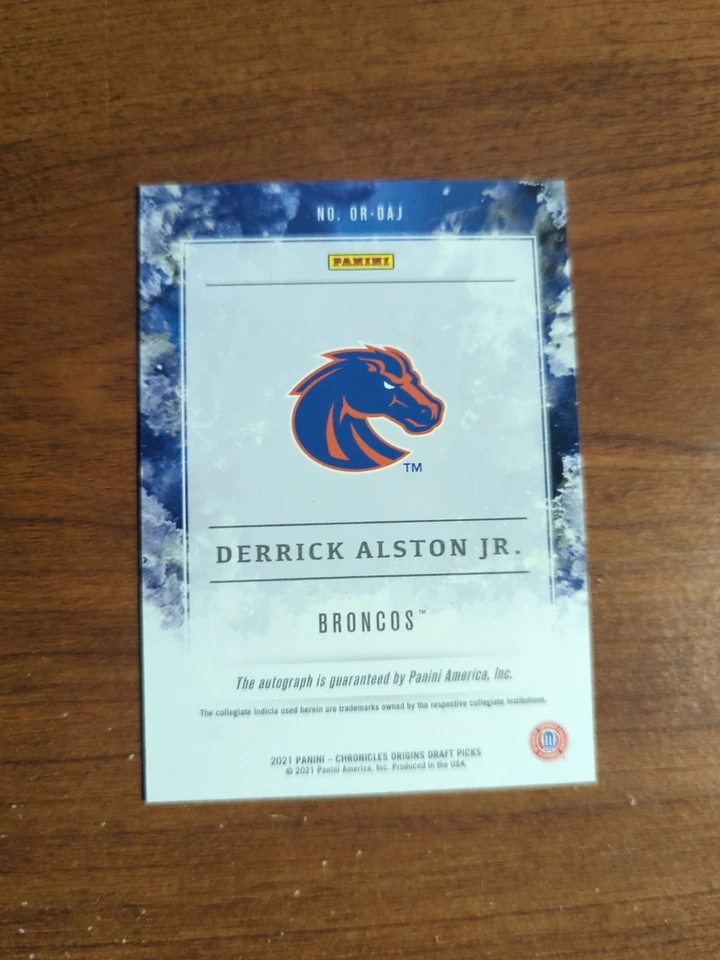 NO. OR-DAJ
PANINI
TM
DERRICK ALSTON JR.
BRONCOS™
The autograph is guaranteed by Panini America, Inc.
The collegiate indicia used herein are trademarks owned by the respective collegiate institutions.
2021 PANINI – CHRONICLES ORIGINS DRAFT PICKS
© 2021 Panini America, Inc. Produced in the USA.